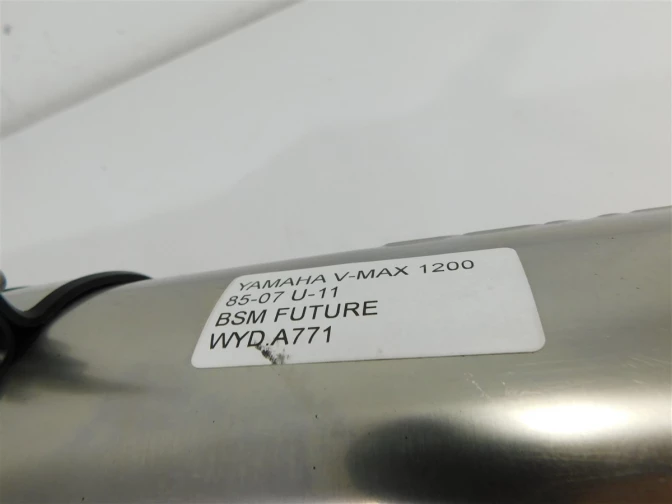 YAMAHA V-MAX 1200
85-07 U-11
BSM FUTURE
WYD.A771